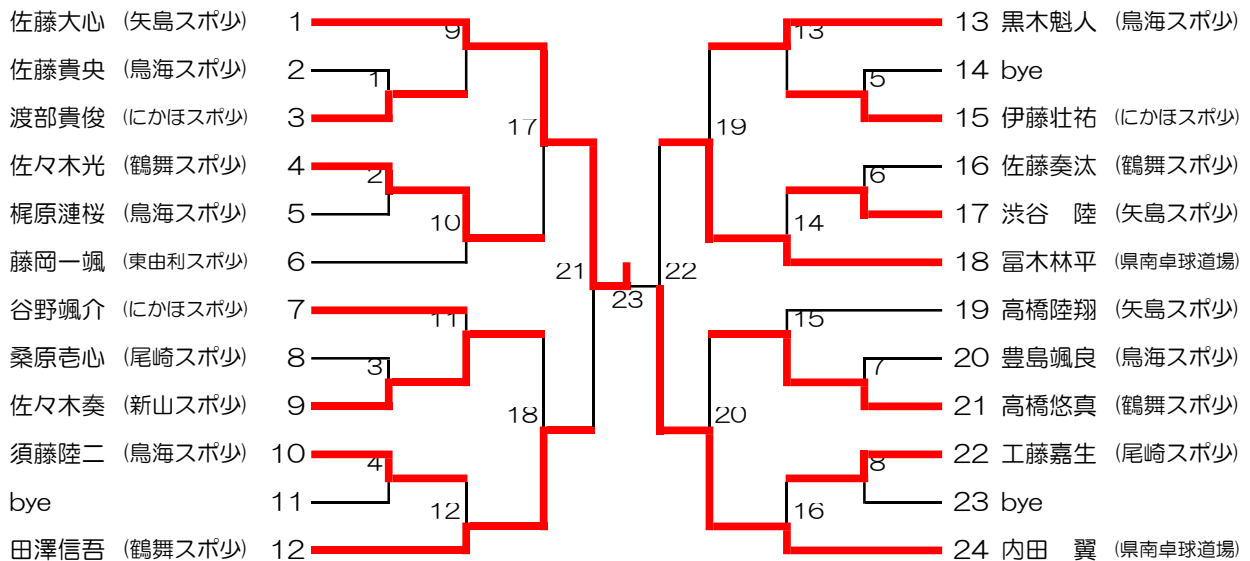 佐藤大心 (矢島スポ少) 1
佐藤貴央 (鳥海スポ少) 2
渡部貴俊 (にかほスポ少) 3
佐々木光 (鶴舞スポ少) 4
梶原漣桜 (鳥海スポ少) 5
藤岡一颯 (東由利スポ少) 6
谷野颯介 (にかほスポ少) 7
桑原壱心 (尾崎スポ少) 8
佐々木奏 (新山スポ少) 9
須藤陸二 (鳥海スポ少) 10
bye 11
田澤信吾 (鶴舞スポ少) 12
9
1
17
2
10
21
11
3
18
4
12
23
13
5
19
6
14
22
15
7
20
8
16
13 黒木魁人 (鳥海スポ少)
14 bye
15 伊藤壮祐 (にかほスポ少)
16 佐藤奏汰 (鶴舞スポ少)
17 渋谷 陸 (矢島スポ少)
18 冨木林平 (県南卓球道場)
19 高橋陸翔 (矢島スポ少)
20 豊島颯良 (鳥海スポ少)
21 高橋悠真 (鶴舞スポ少)
22 工藤嘉生 (尾崎スポ少)
23 bye
24 内田 翼 (県南卓球道場)